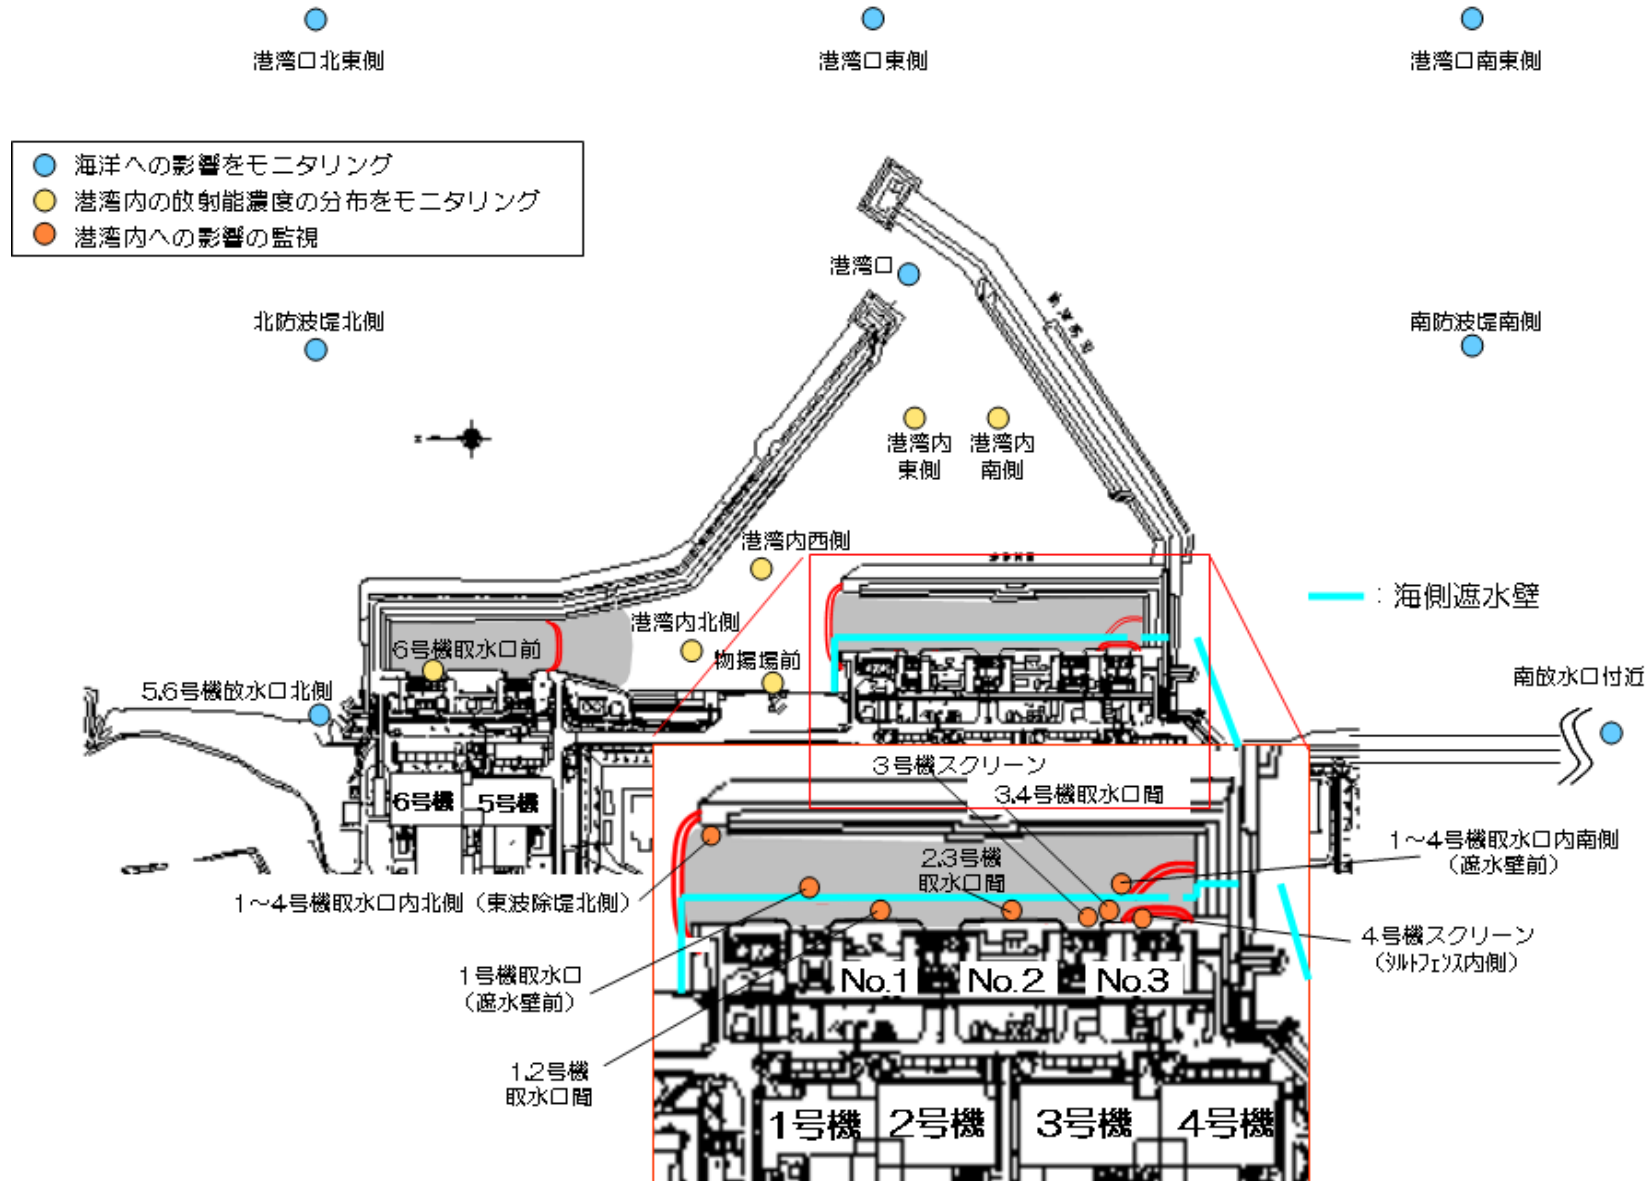 港湾口北東側
港湾口東側
港湾口南東側
海洋への影響をモニタリング
港湾内の放射能濃度の分布をモニタリング
港湾内への影響の監視
港湾口
北防波堤北側
南防波堤南側
港湾内
東側
港湾内
南側
港湾内西側
：海側遮水壁
港湾内北側
6号機取水口前
物揚場前
5,6号機放水口北側
南放水口付近
3号機スクリーン
3,4号機取水口間
6号機
5号機
1～4号機取水口内南側
（遮水壁前）
2,3号機
取水口間
1～4号機取水口内北側（東波除堤北側）
4号機スクリーン
（シルトフェンス内側）
1号機取水口
（遮水壁前）
No.1
No.2
No.3
1,2号機
取水口間
1号機
2号機
3号機
4号機